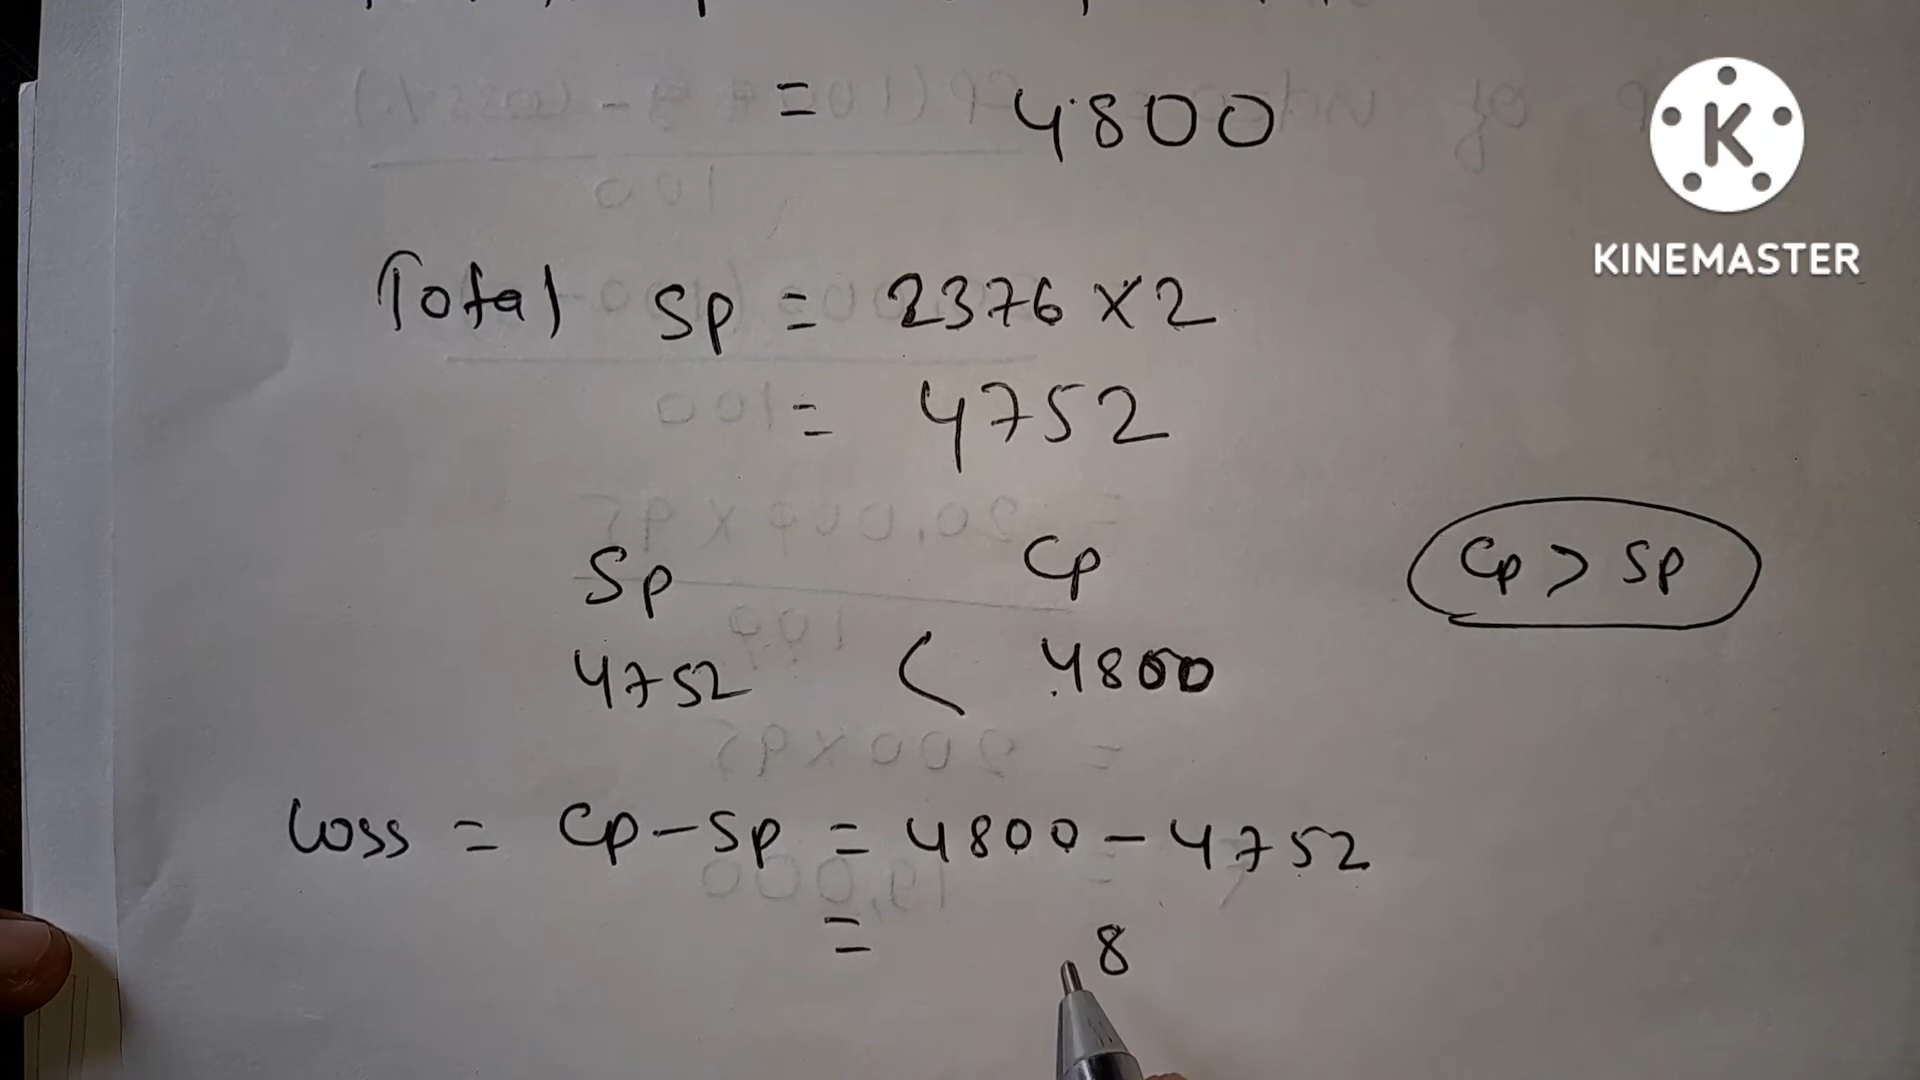 = 4800
K
KINEMASTER
Total SP = 2376 × 2
= 4752
SP CP
CP > SP
4752 < 4800
Loss = CP - SP = 4800 - 4752
= 8